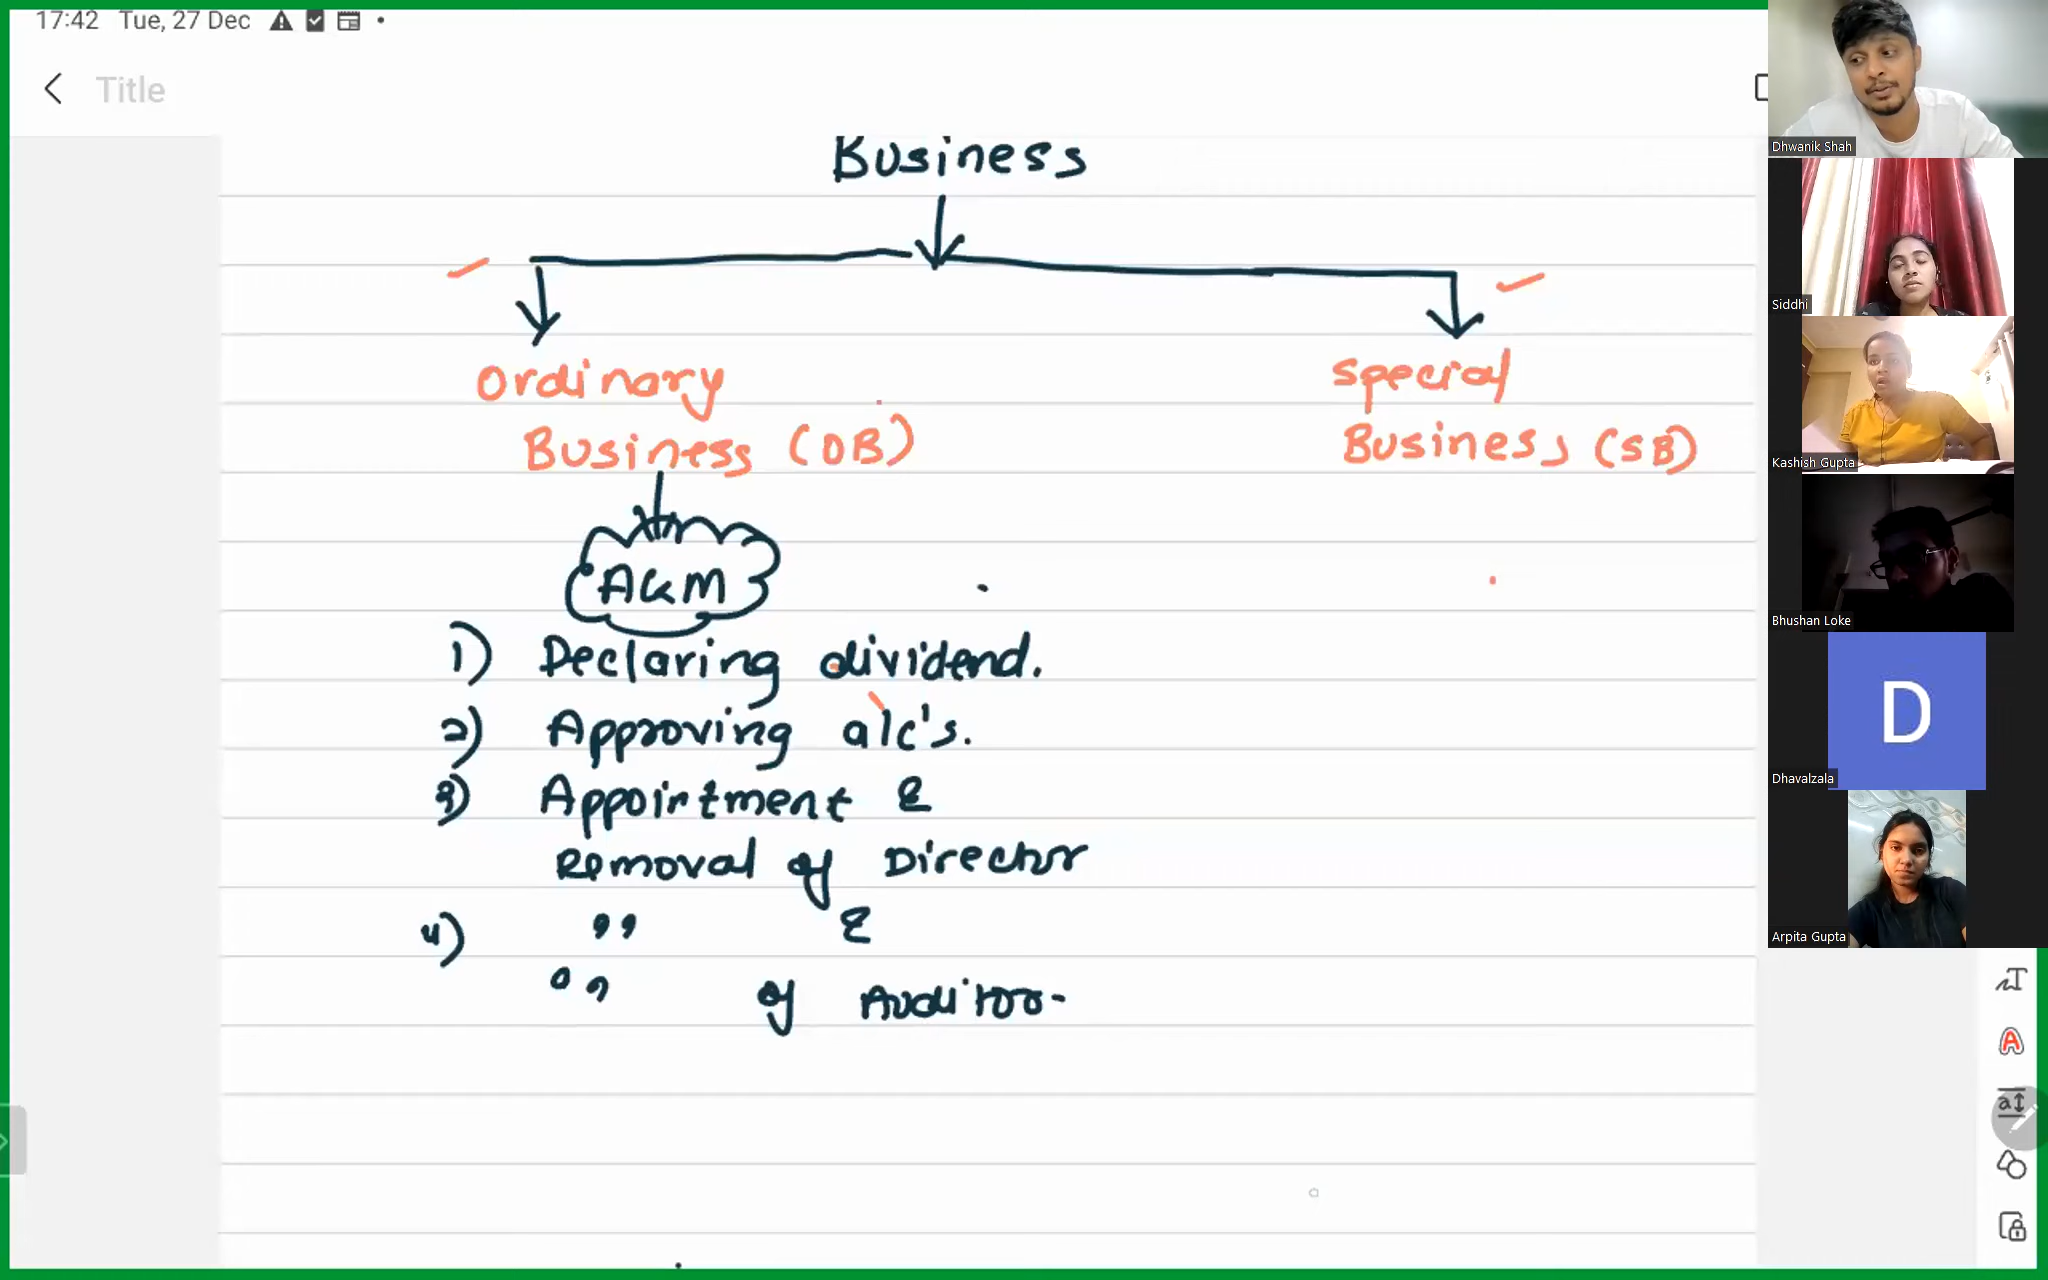 17:42 Tue, 27 Dec
Title
Business
Ordinary
Business (OB)
Special
Business (SB)
AGM
1) Declaring dividend.
2) Approving a/c's.
3) Appointment &
Removal of Director
4) ,, &
,, of Auditor
Dhwanik Shah
Siddhi
Kashish Gupta
Bhushan Loke
D
Dhavalzala
Arpita Gupta
T
A
a